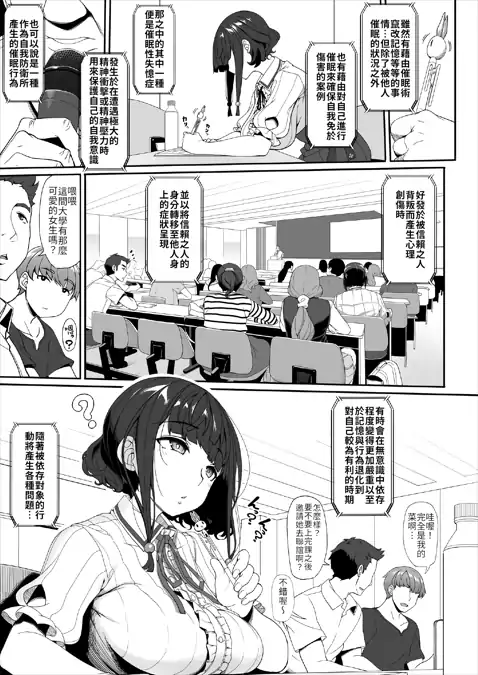 雖然有藉由催眠術
竄改記憶等等的事
情…但除了被他人
催眠的狀況之外
也有藉由對自己進行
催眠來確保自我免於
傷害的案例
那之中的其中一種
便是催眠性失憶症
發生於在遭遇極大的
精神衝擊或精神壓力時
用來保護自己的自我意識
也可以說是一種
作為自我防衛所
產生的催眠行為
好發於被信賴之人
背叛而產生心理
創傷時
並以將信賴之人的
身分轉移至他人身
上的症狀呈現
喂喂
這間大學有那麼
可愛的女生嗎?
嗯?
有時會在無意識中依存
程度變得更加嚴重以至
於記憶與行為退化到
對自己較為有利的時期
哇喔!
完全是我的
菜啊…
怎麼樣?
要不要上完課之後
邀請她去聯誼啊?
不錯喔~
隨著被依存對象的行
動將產生各種問題…